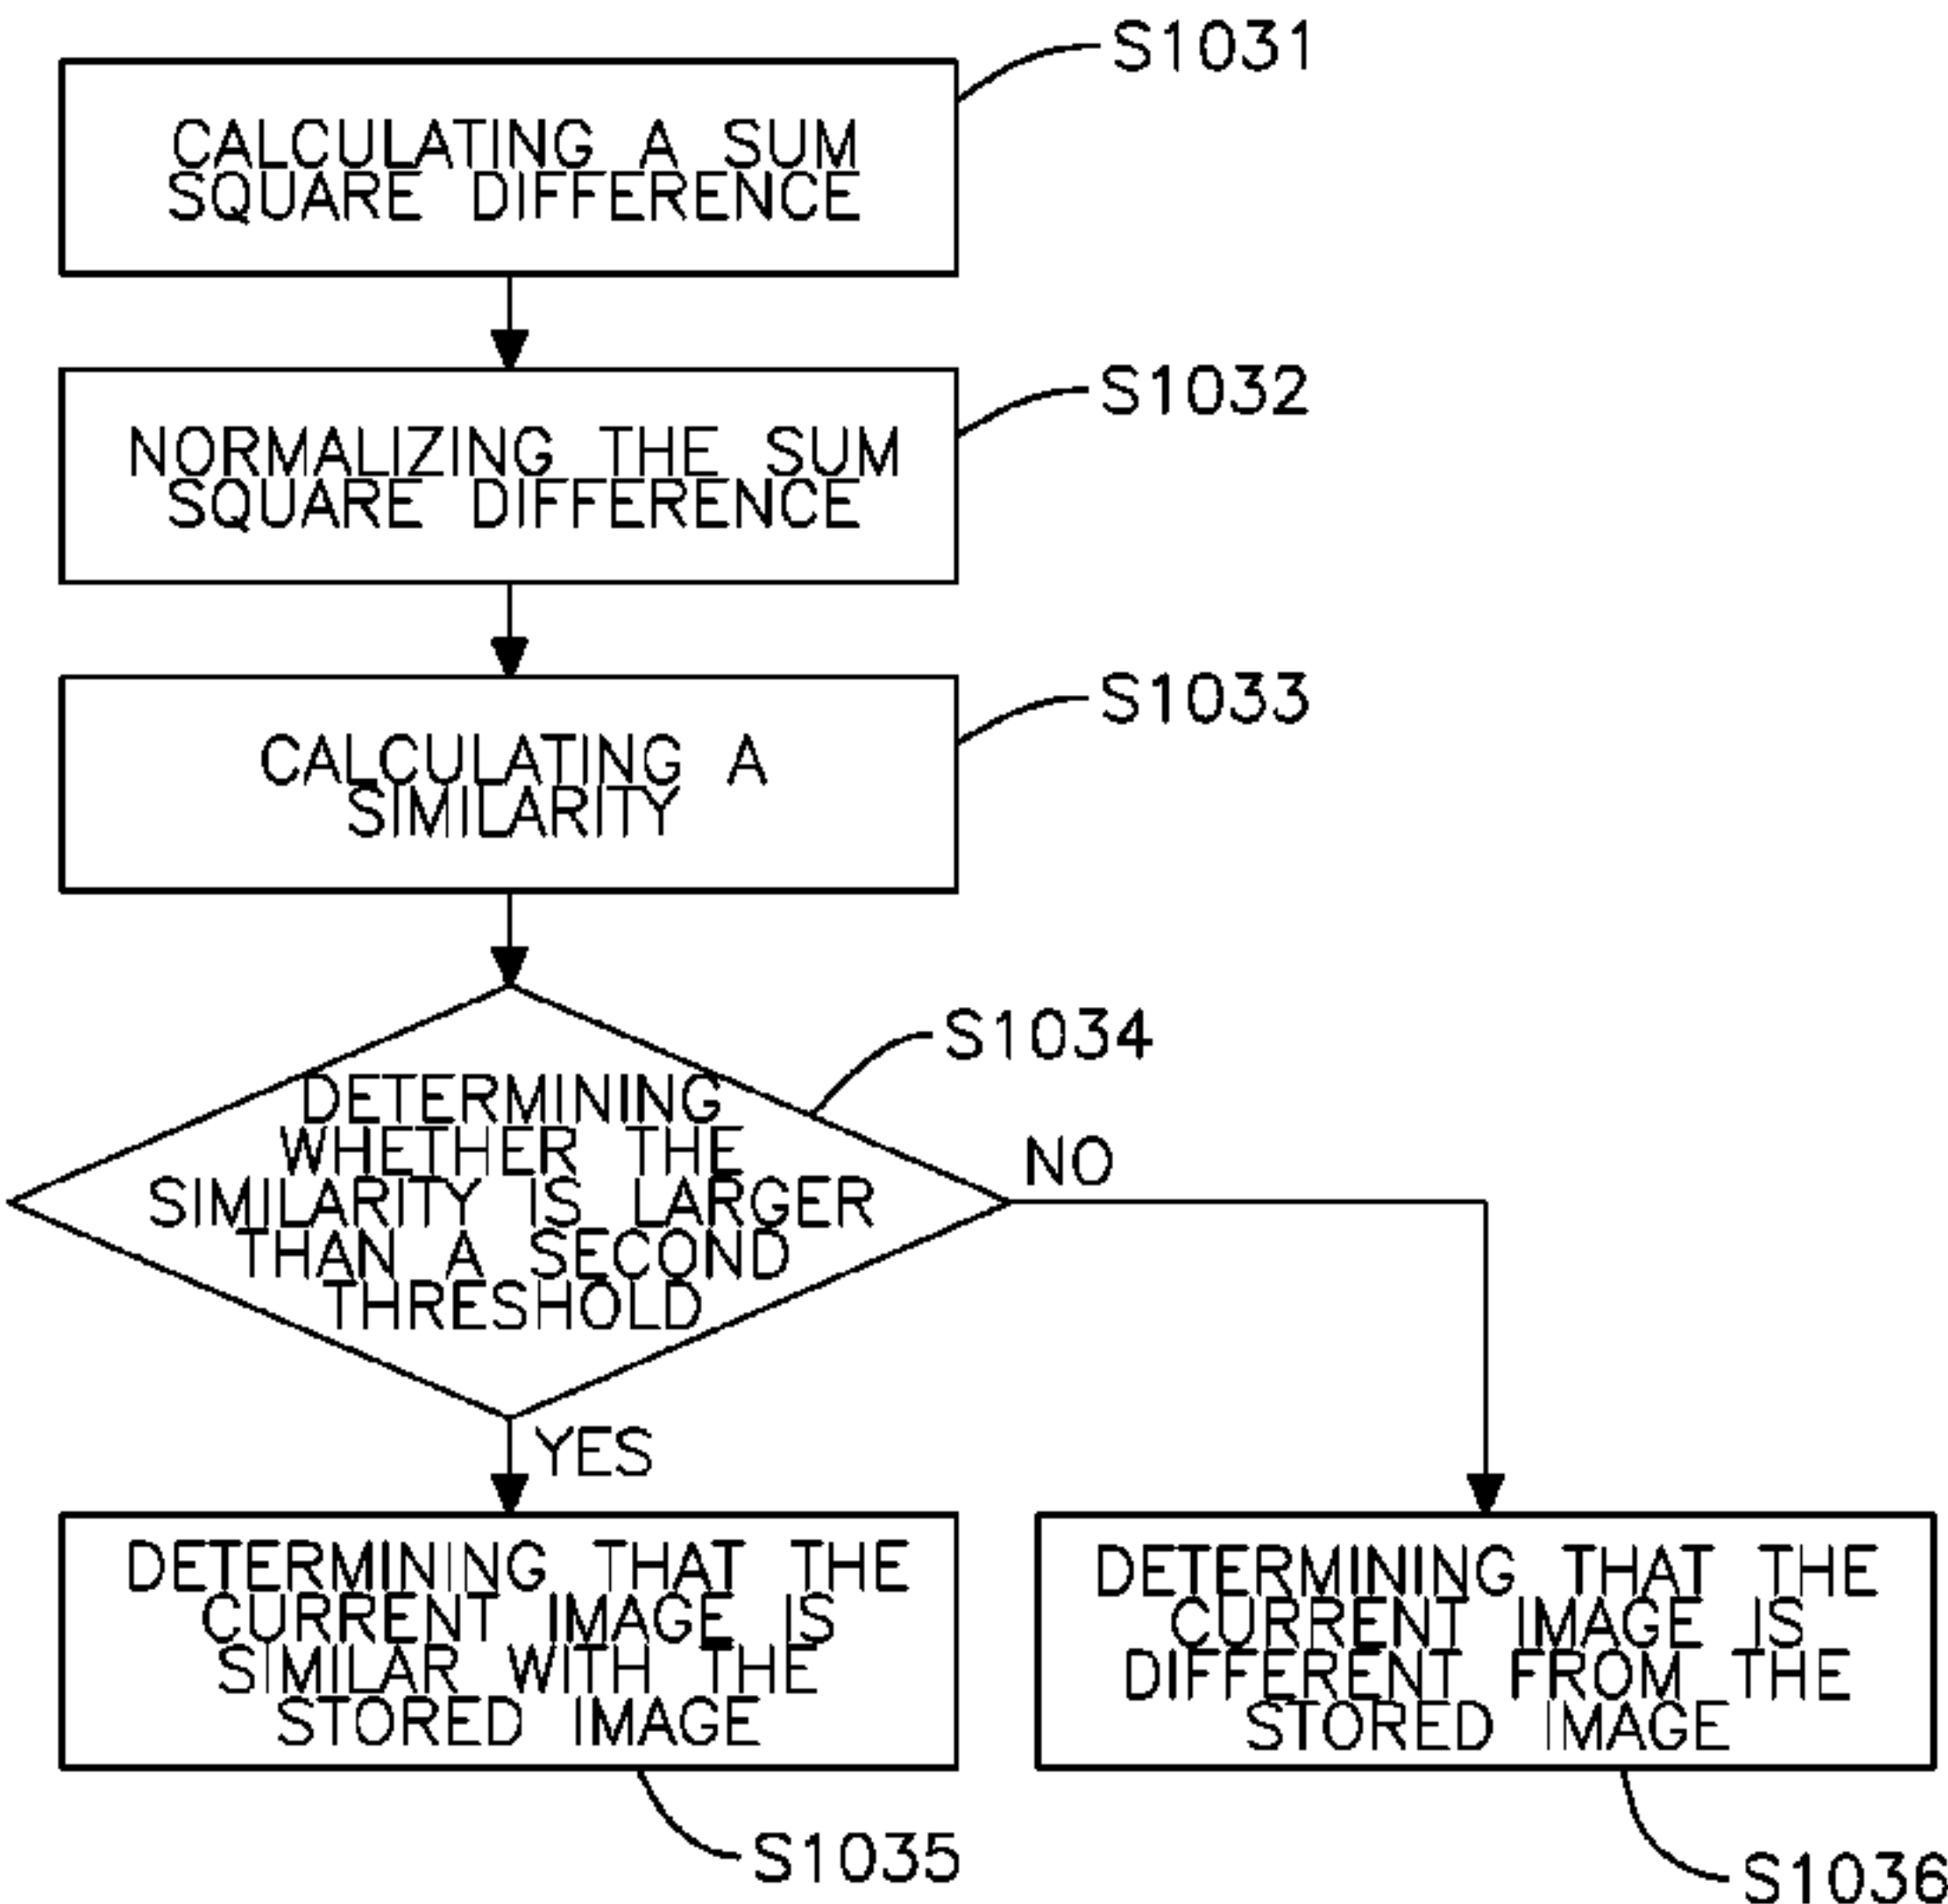 S1031
CALCULATING A SUM
SQUARE DIFFERENCE
S1032
NORMALIZING THE SUM
SQUARE DIFFERENCE
S1033
CALCULATING A
SIMILARITY
S1034
DETERMINING
WHETHER THE
SIMILARITY IS LARGER
THAN A SECOND
THRESHOLD
NO
YES
DETERMINING THAT THE
CURRENT IMAGE IS
SIMILAR WITH THE
STORED IMAGE
DETERMINING THAT THE
CURRENT IMAGE IS
DIFFERENT FROM THE
STORED IMAGE
S1035
S1036